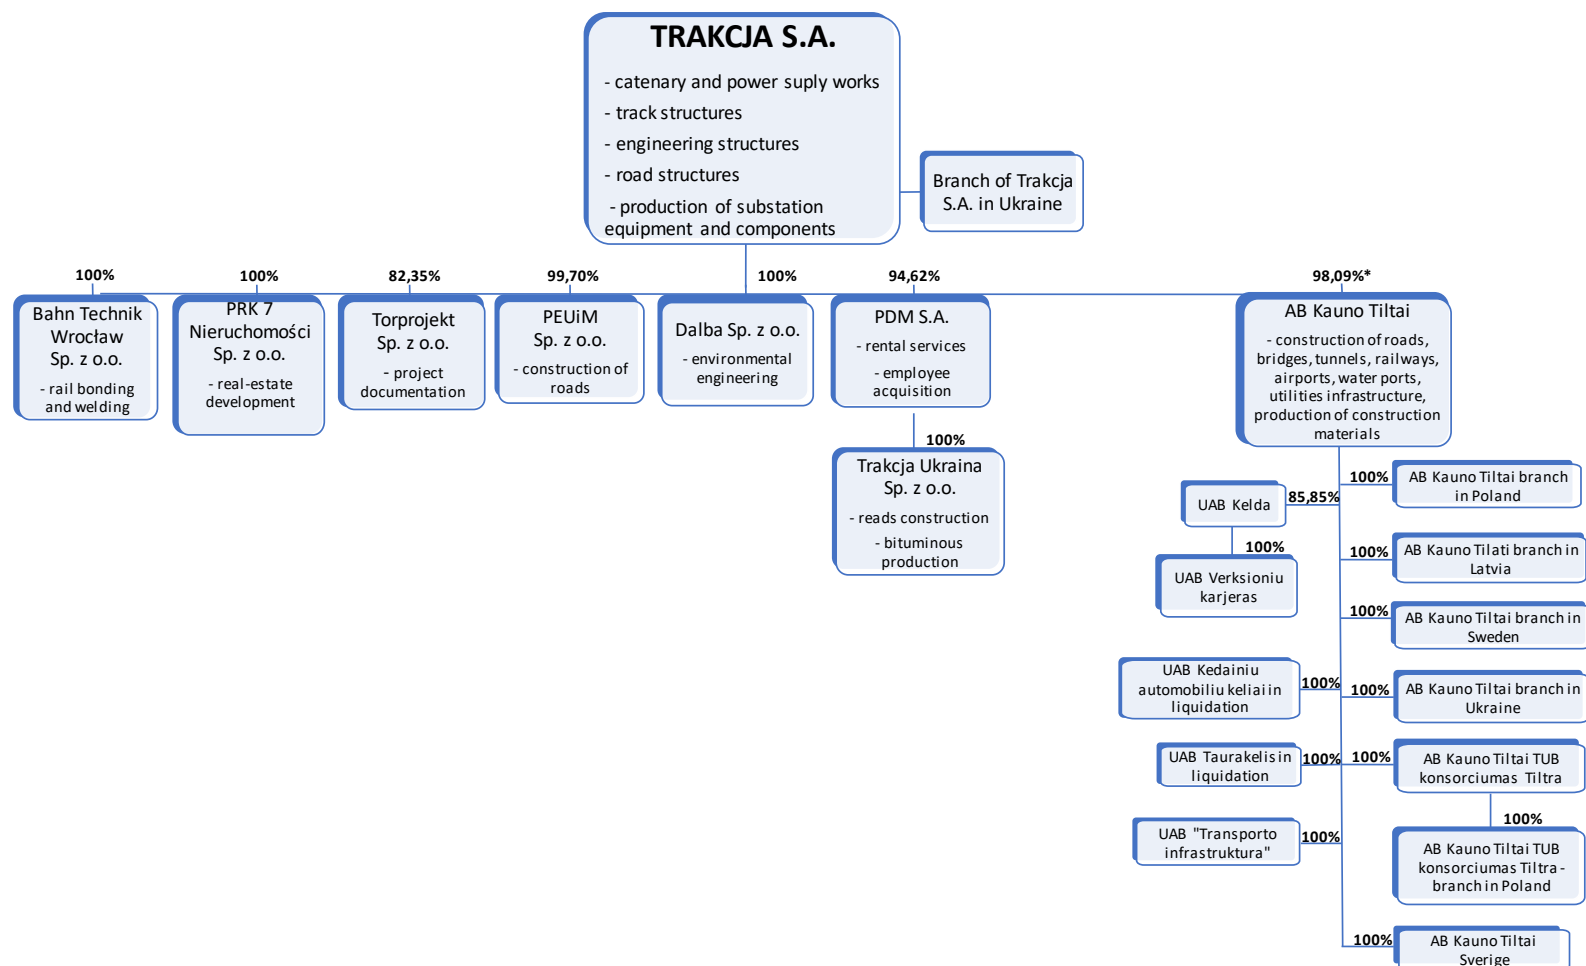 TRAKCJA S.A.
- catenary and power suply works
- track structures
- engineering structures
- road structures
- production of substation
equipment and components
Branch of Trakcja
S.A. in Ukraine
100%
Bahn Technik
Wrocław
Sp. z o.o.
- rail bonding
and welding
100%
PRK 7
Nieruchomości
Sp. z o.o.
- real-estate
development
82,35%
Torprojekt
Sp. z o.o.
- project
documentation
99,70%
PEUiM
Sp. z o.o.
- construction of
roads
100%
Dalba Sp. z o.o.
- environmental
engineering
94,62%
PDM S.A.
- rental services
- employee
acquisition
100%
Trakcja Ukraina
Sp. z o.o.
- reads construction
- bituminous
production
98,09%*
AB Kauno Tiltai
- construction of roads,
bridges, tunnels, railways,
airports, water ports,
utilities infrastructure,
production of construction
materials
85,85%
UAB Kelda
100%
UAB Verksioniu
karjeras
100%
UAB Kedainiu
automobiliu keliai in
liquidation
100%
UAB Taurakelis in
liquidation
100%
UAB "Transporto
infrastruktura"
100%
AB Kauno Tiltai branch
in Poland
100%
AB Kauno Tilati branch in
Latvia
100%
AB Kauno Tiltai branch in
Sweden
100%
AB Kauno Tiltai branch in
Ukraine
100%
AB Kauno Tiltai TUB
konsorciumas Tiltra
100%
AB Kauno Tiltai TUB
konsorciumas Tiltra -
branch in Poland
100%
AB Kauno Tiltai
Sverige